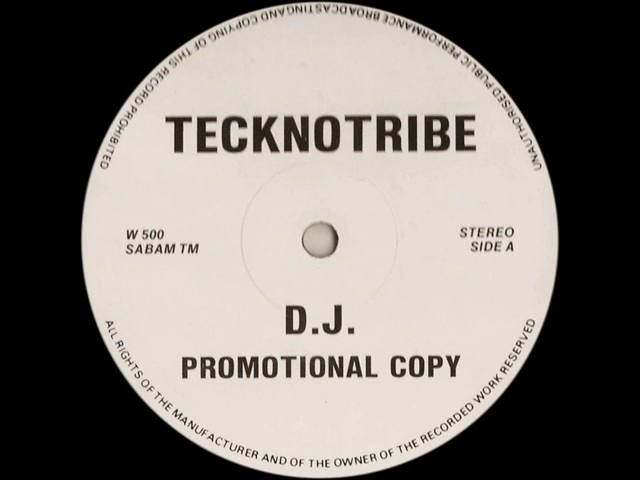 TECKNOTRIBE
W 500
SABAM TM
STEREO
SIDE A
D.J.
PROMOTIONAL COPY
ALL RIGHTS OF THE MANUFACTURER AND OF THE OWNER OF THE RECORDED WORK RESERVED
UNAUTHORISED PUBLIC PERFORMANCE BROADCASTINGAND COPYING OF THIS RECORD PROHIBITED